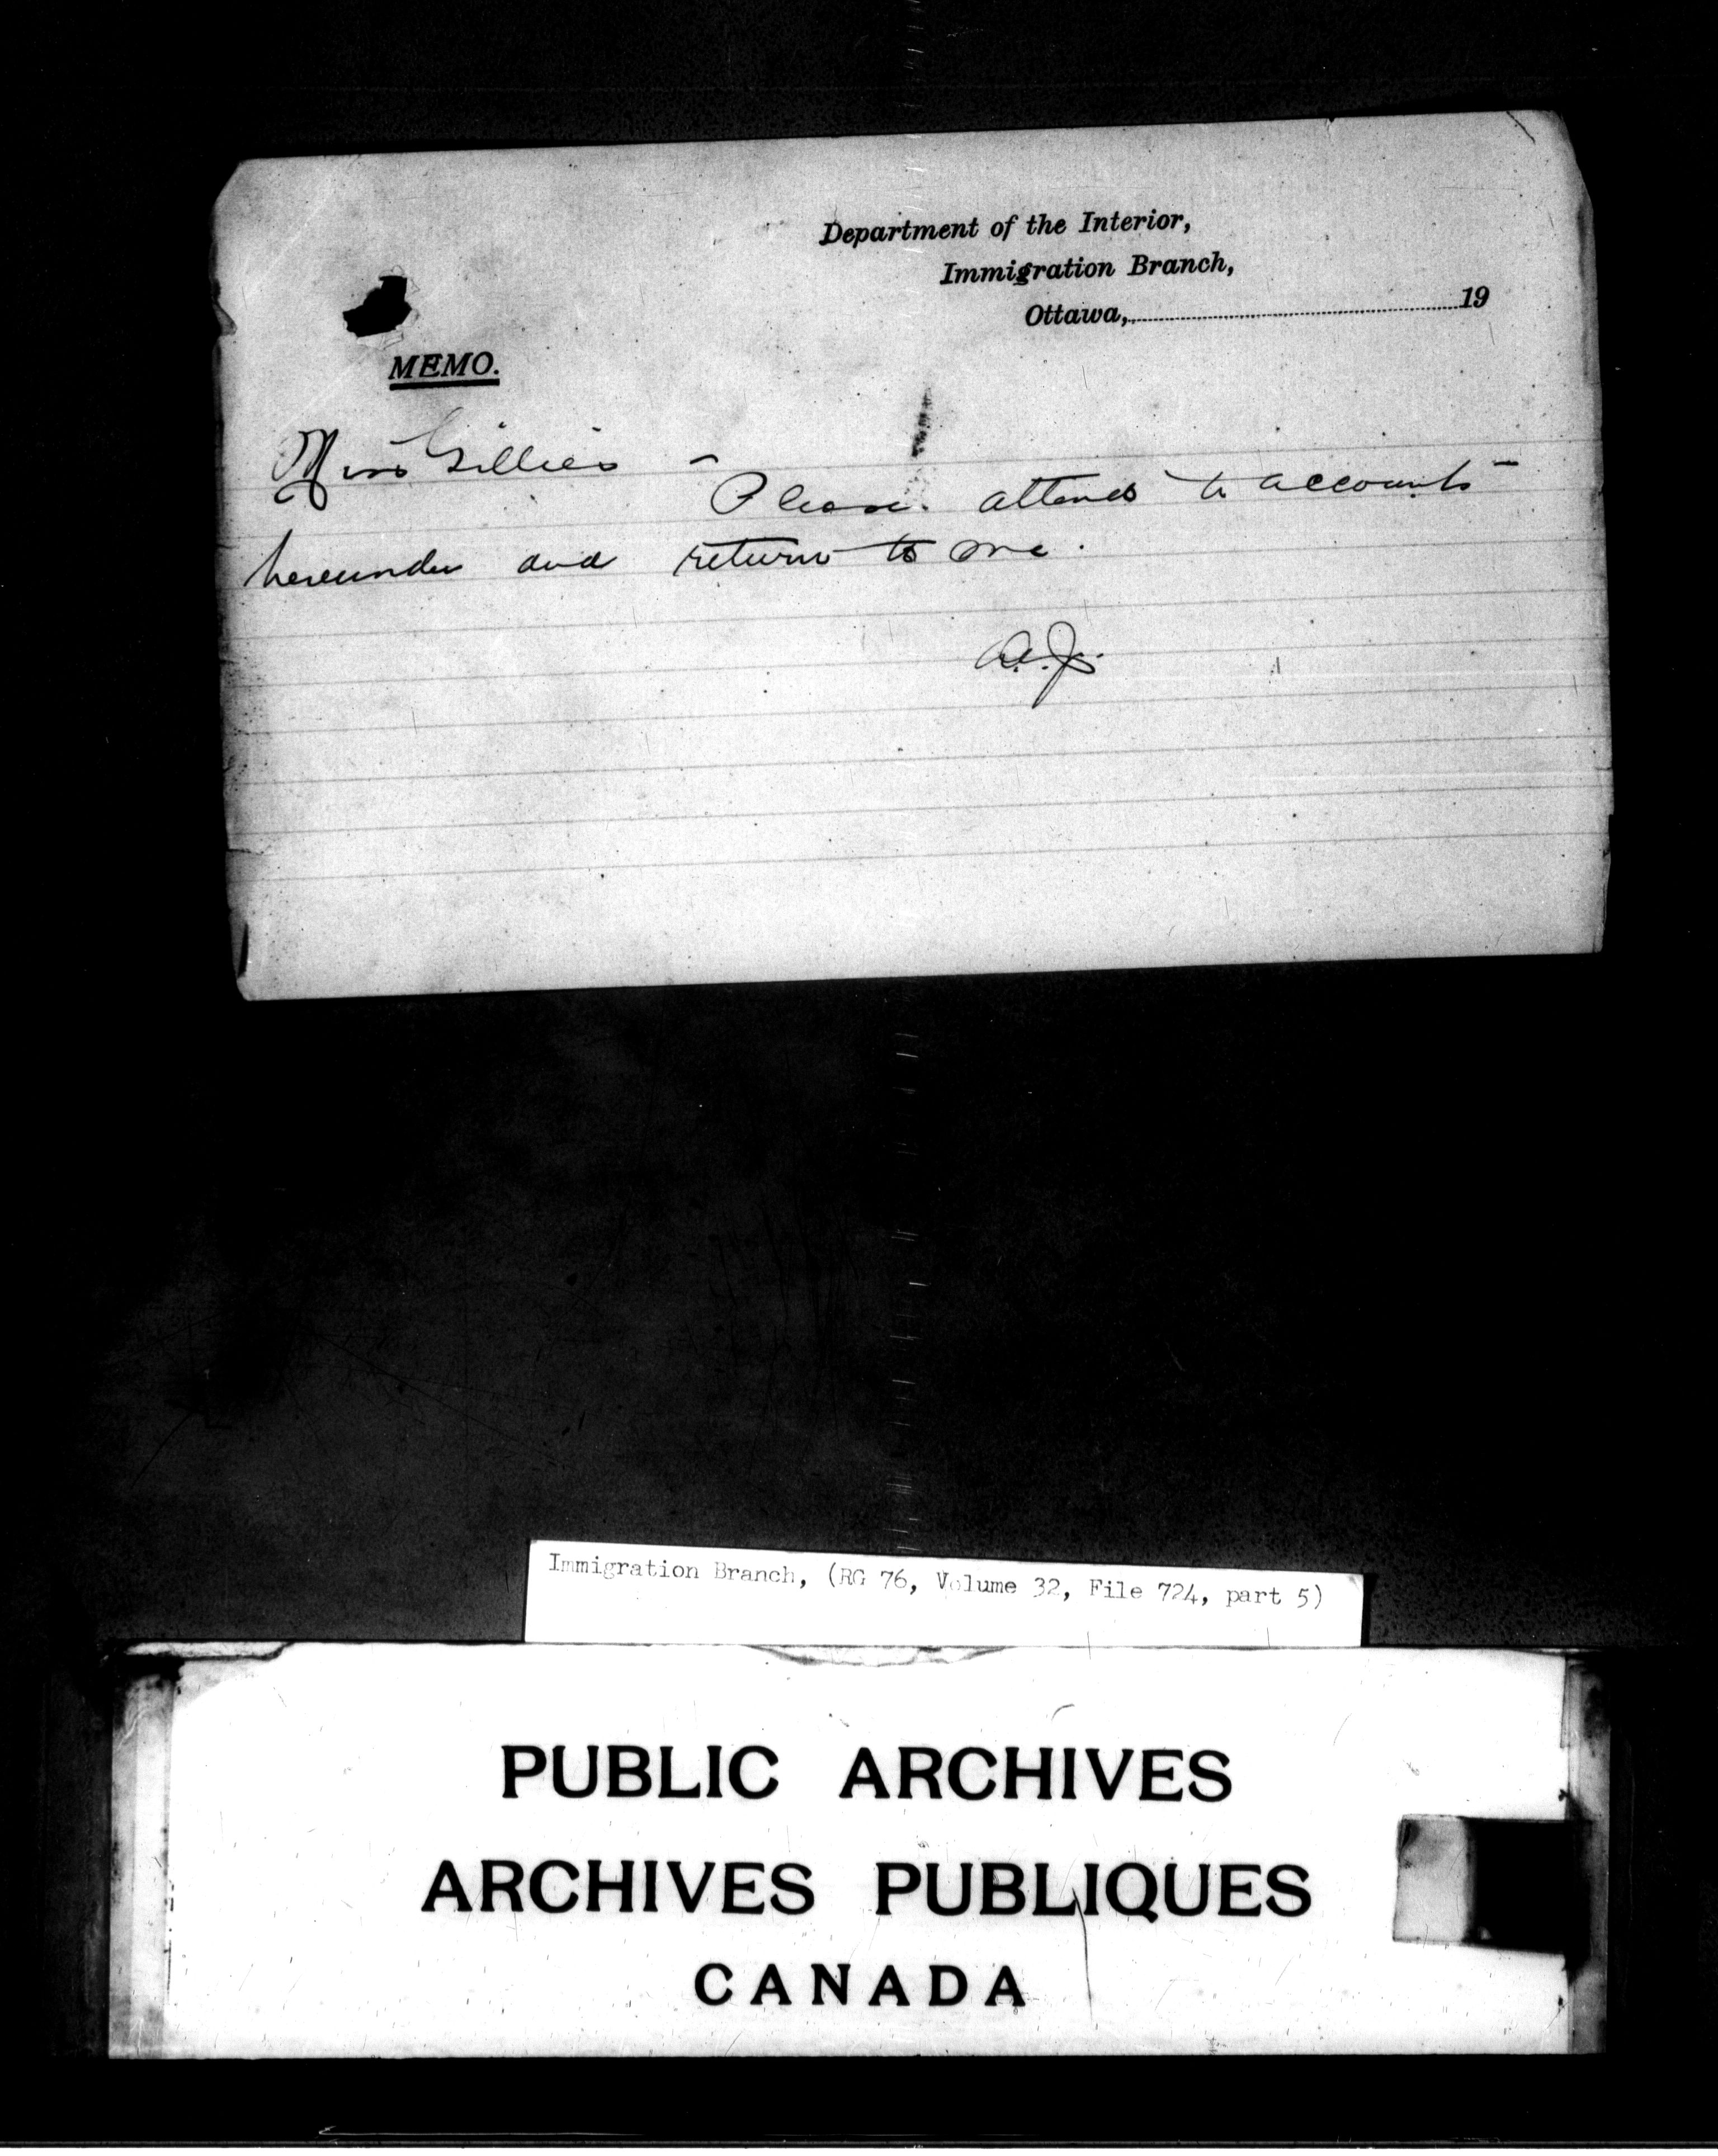 Department of the Interior,
Immigration Branch,
Ottawa,..........19
MEMO.
Miss Gillies -
Please attend to accounts -
hereunder and return to me.
Immigration Branch, (RG 76, Volume 32, File 724, part 5)
PUBLIC ARCHIVES
ARCHIVES PUBLIQUES
CANADA